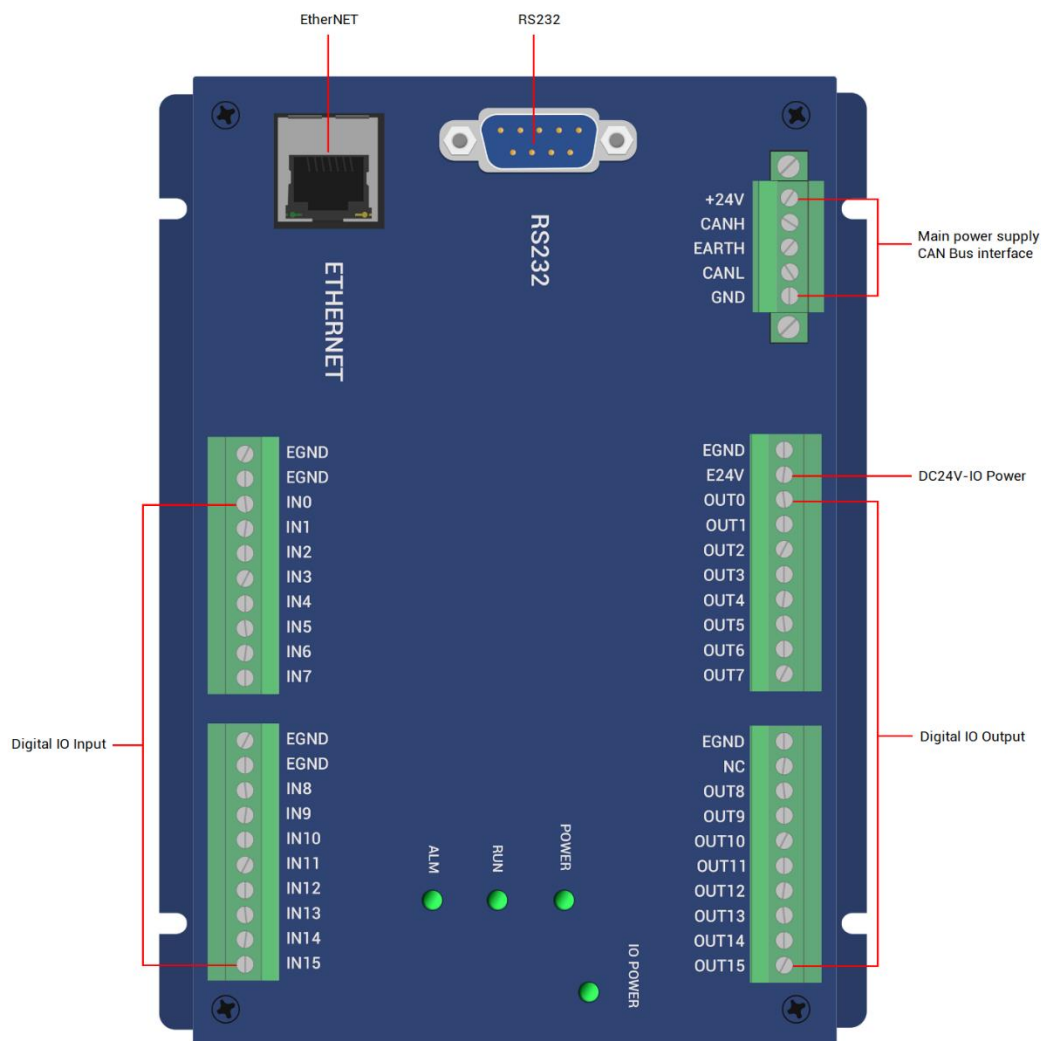 EtherNET
RS232
RS232
ETHERNET
+24V
CANH
EARTH
CANL
GND
Main power supply
CAN Bus interface
EGND
EGND
IN0
IN1
IN2
IN3
IN4
IN5
IN6
IN7
EGND
E24V
OUT0
OUT1
OUT2
OUT3
OUT4
OUT5
OUT6
OUT7
DC24V-IO Power
Digital IO Input
EGND
EGND
IN8
IN9
IN10
IN11
IN12
IN13
IN14
IN15
ALM
RUN
POWER
IO POWER
EGND
NC
OUT8
OUT9
OUT10
OUT11
OUT12
OUT13
OUT14
OUT15
Digital IO Output